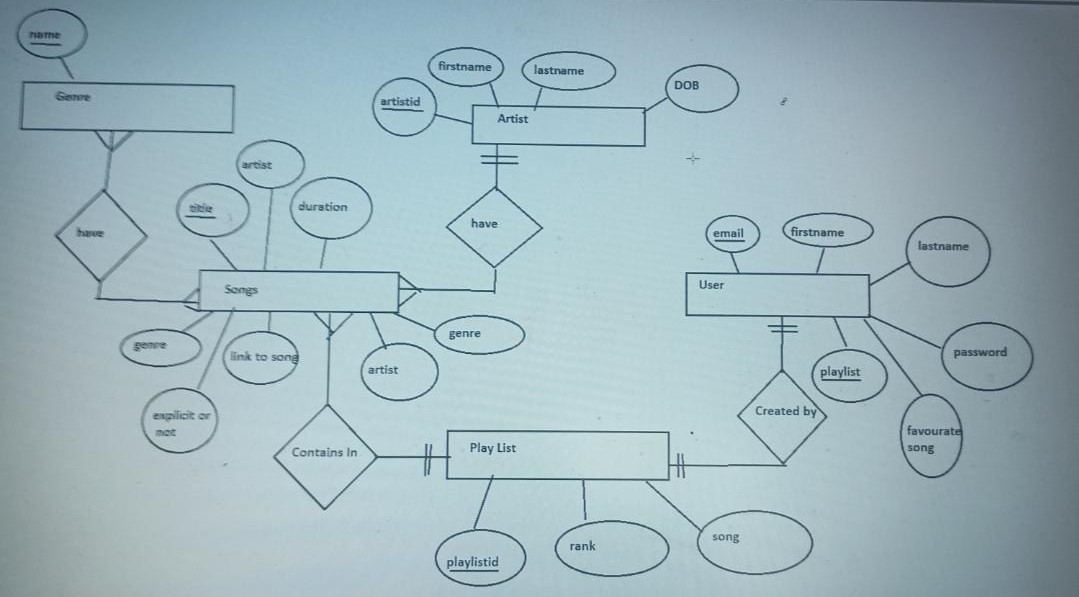 name
Genre
firstname
lastname
DOB
artistid
Artist
artist
title
duration
have
have
email
firstname
lastname
Songs
User
genre
link to song
genre
artist
playlist
password
explicit or
not
Contains In
Play List
Created by
favourate
song
playlistid
rank
song